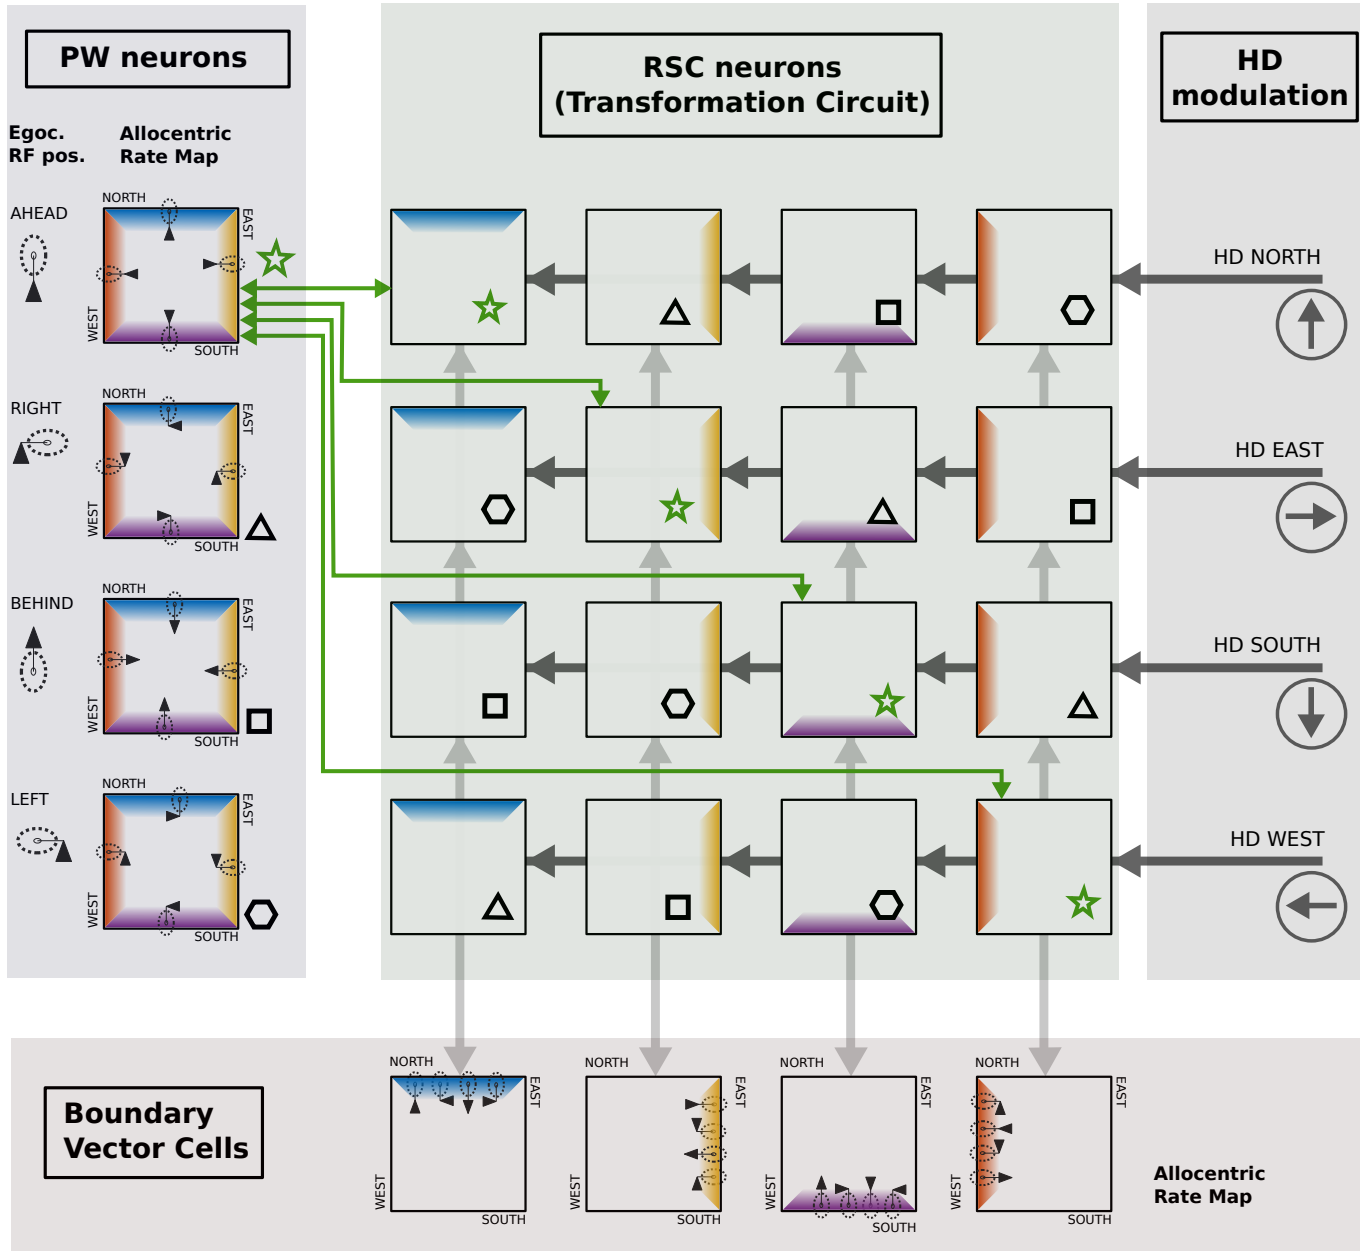 PW neurons
RSC neurons
(Transformation Circuit)
HD
modulation
Egoc.
RF pos.
Allocentric
Rate Map
AHEAD
NORTH
EAST
WEST
SOUTH
HD NORTH
RIGHT
NORTH
EAST
WEST
SOUTH
HD EAST
BEHIND
NORTH
EAST
WEST
SOUTH
HD SOUTH
LEFT
NORTH
EAST
WEST
SOUTH
HD WEST
Boundary
Vector Cells
NORTH
EAST
WEST
SOUTH
NORTH
EAST
SOUTH
NORTH
EAST
SOUTH
WEST
NORTH
EAST
WEST
SOUTH
Allocentric
Rate Map